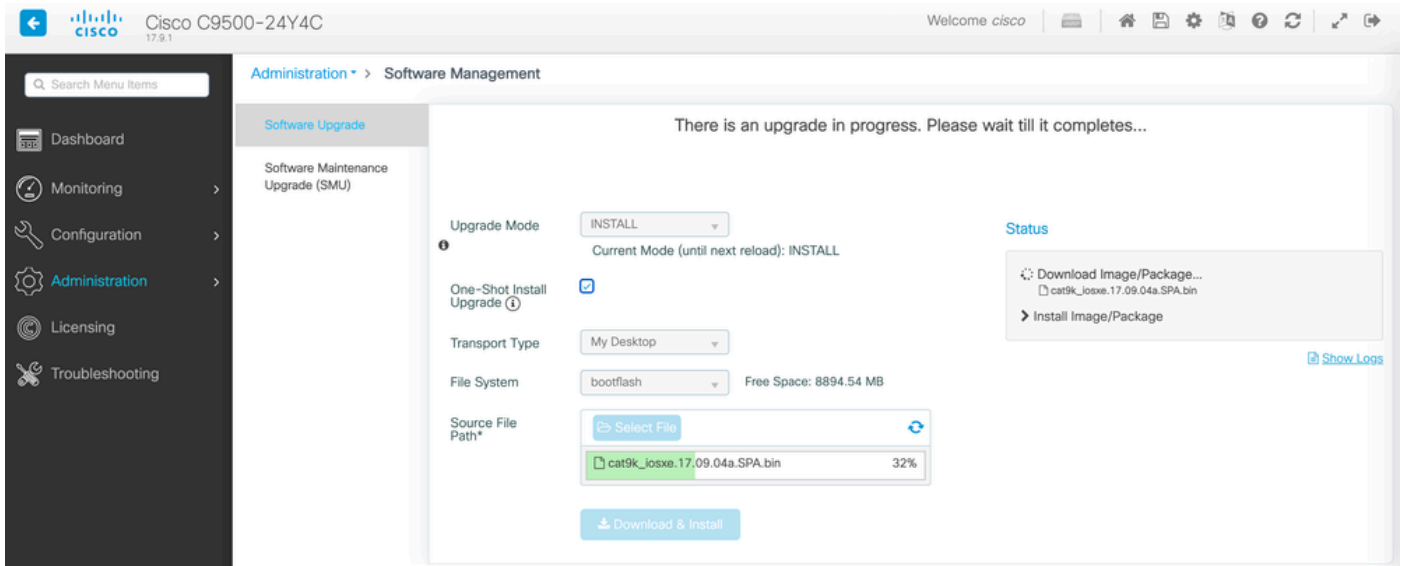 cisco
Cisco C9500-24Y4C
17.9.1
Welcome cisco
Search Menu Items
Dashboard
Monitoring
Configuration
Administration
Licensing
Troubleshooting
Administration > Software Management
Software Upgrade
Software Maintenance
Upgrade (SMU)
There is an upgrade in progress. Please wait till it completes...
Upgrade Mode
INSTALL
Current Mode (until next reload): INSTALL
One-Shot Install
Upgrade
Transport Type
My Desktop
File System
bootflash
Free Space: 8894.54 MB
Source File
Path*
Select File
cat9k_iosxe.17.09.04a.SPA.bin 32%
Download & Install
Status
Download Image/Package...
cat9k_iosxe.17.09.04a.SPA.bin
Install Image/Package
Show Logs